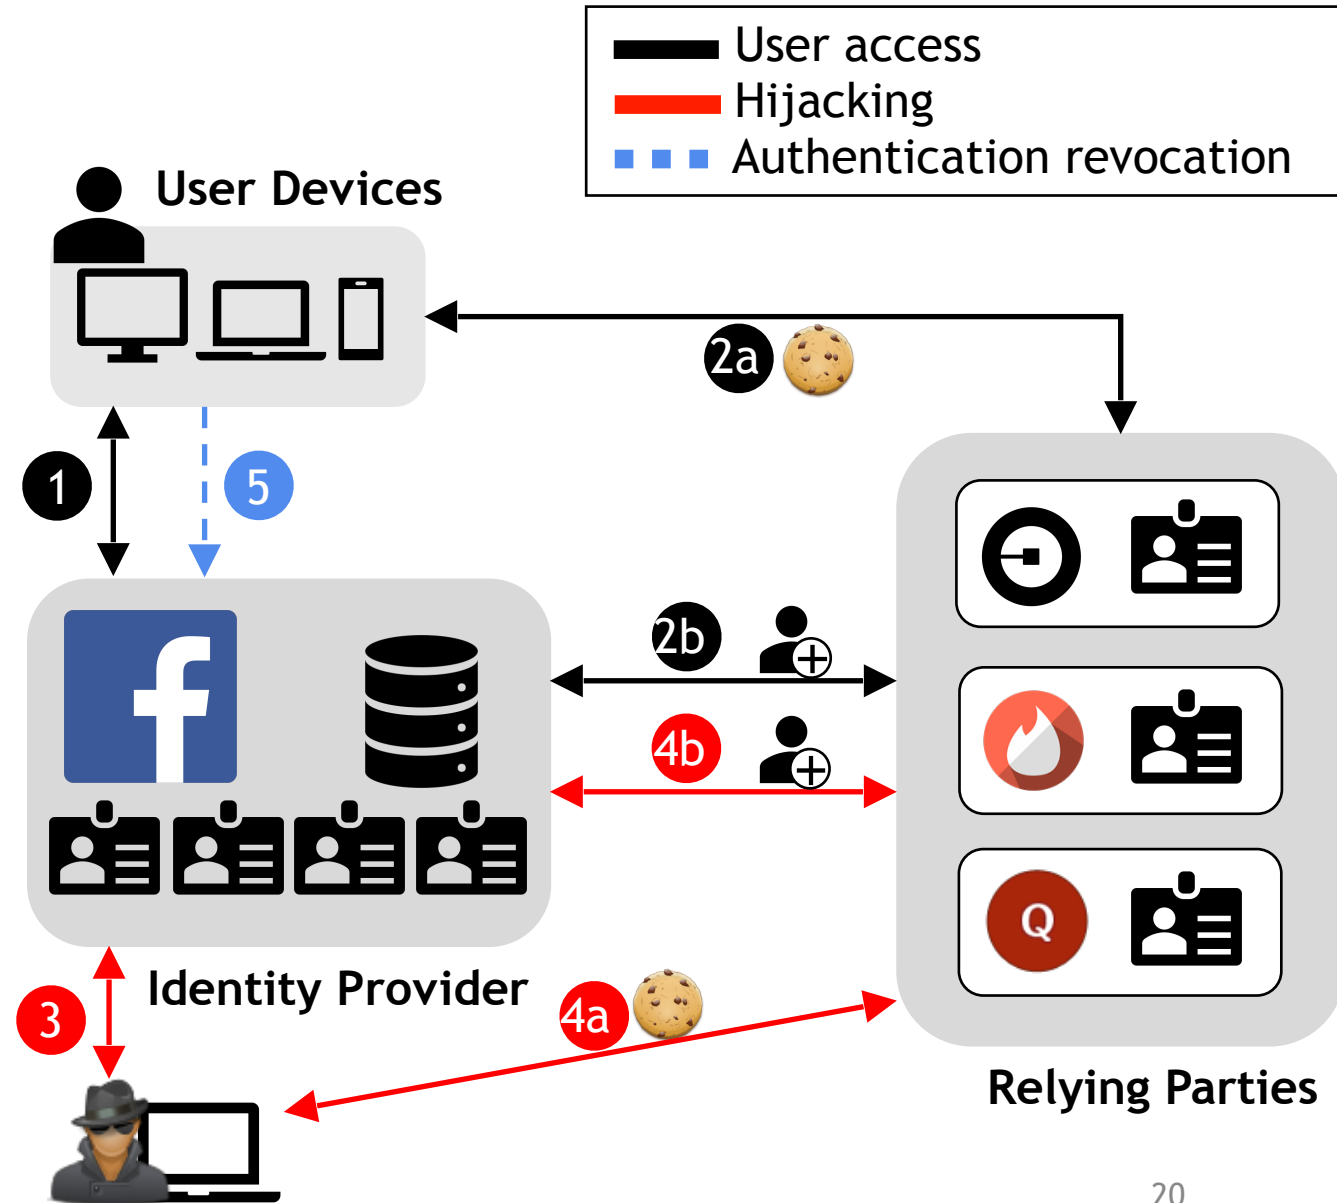 User access
Hijacking
Authentication revocation
User Devices
2a
1
5
2b
4b
f
Q
Identity Provider
3
4a
Relying Parties
20